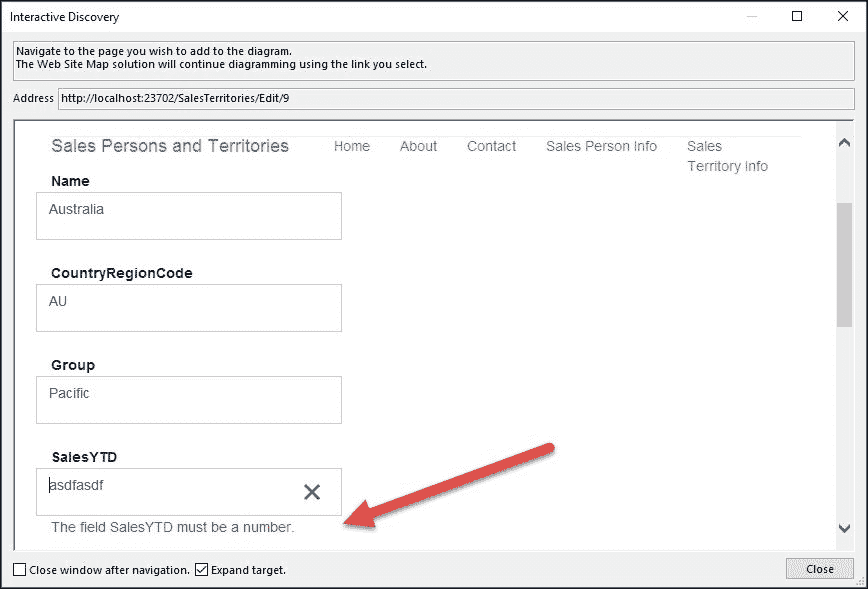 Interactive Discovery
Navigate to the page you wish to add to the diagram.
The Web Site Map solution will continue diagramming using the link you select.
Address http://localhost:23702/SalesTerritories/Edit/9
Sales Persons and Territories Home About Contact Sales Person Info Sales
Territory Info
Name
Australia
CountryRegionCode
AU
Group
Pacific
SalesYTD
asdfasdf
The field SalesYTD must be a number.
Close window after navigation. Expand target. Close